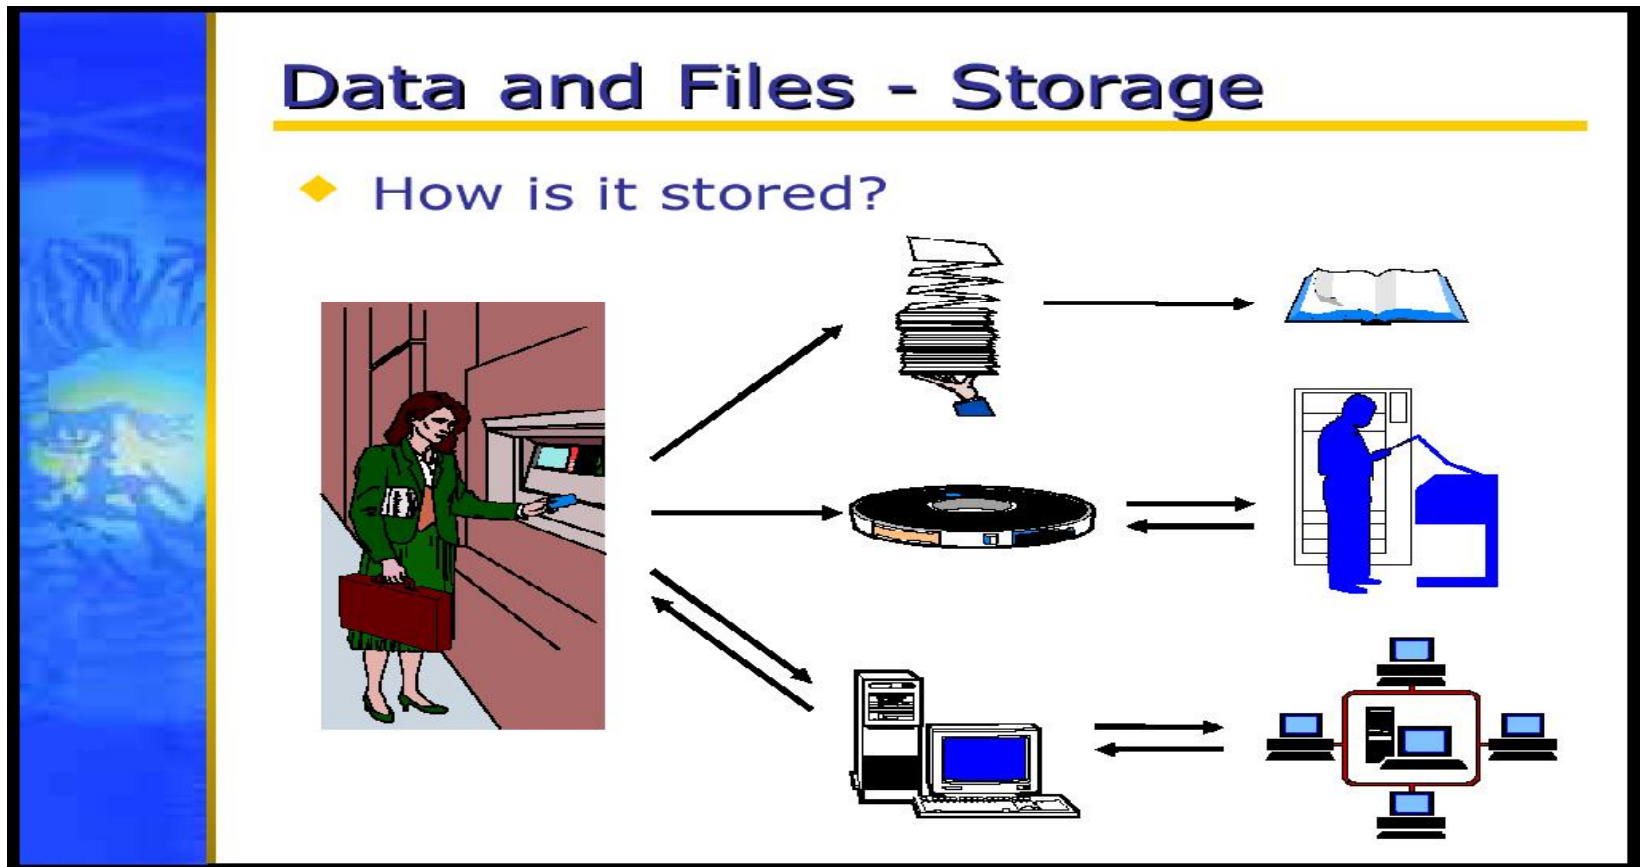 Data and Files - Storage
How is it stored?